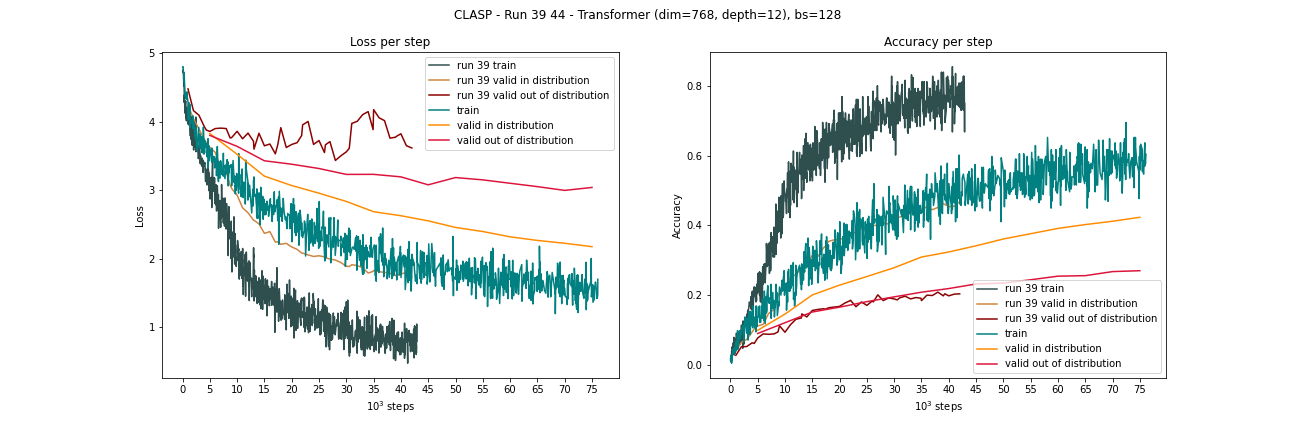 CLASP - Run 39 44 - Transformer (dim=768, depth=12), bs=128
Loss per step
Loss
5
4
3
2
1
0 5 10 15 20 25 30 35 40 45 50 55 60 65 70 75
10³ steps
run 39 train
run 39 valid in distribution
run 39 valid out of distribution
train
valid in distribution
valid out of distribution
Accuracy per step
Accuracy
0.8
0.6
0.4
0.2
0.0
0 5 10 15 20 25 30 35 40 45 50 55 60 65 70 75
10³ steps
run 39 train
run 39 valid in distribution
run 39 valid out of distribution
train
valid in distribution
valid out of distribution